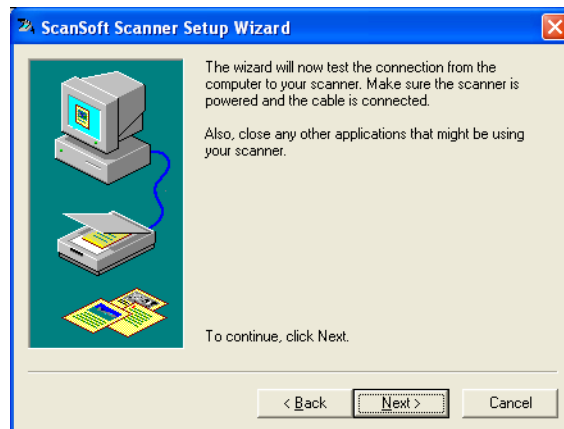 ScanSoft Scanner Setup Wizard
The wizard will now test the connection from the
computer to your scanner. Make sure the scanner is
powered and the cable is connected.
Also, close any other applications that might be using
your scanner.
To continue, click Next.
< Back
Next >
Cancel